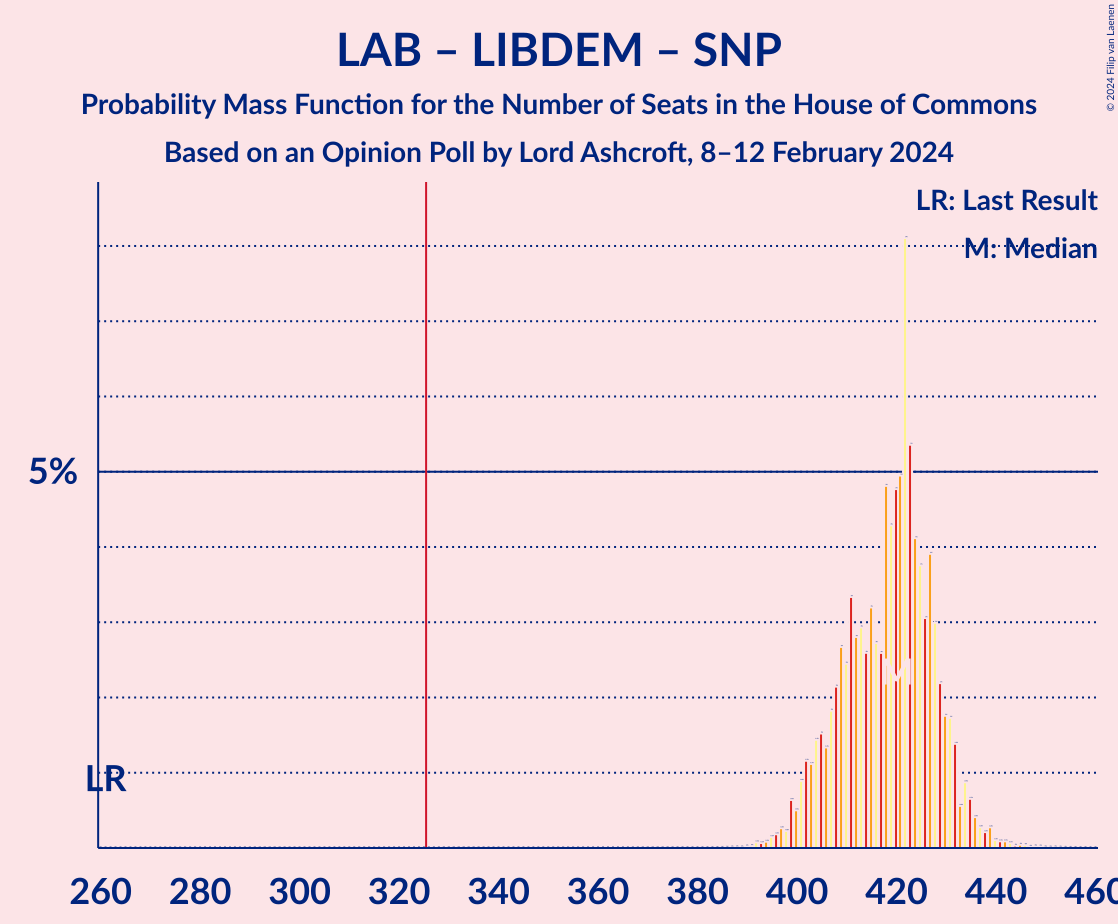 LAB – LIBDEM – SNP
Probability Mass Function for the Number of Seats in the House of Commons
Based on an Opinion Poll by Lord Ashcroft, 8–12 February 2024
© 2024 Filip van Laenen
LR: Last Result
M: Median
5%
LR
M
260 280 300 320 340 360 380 400 420 440 460